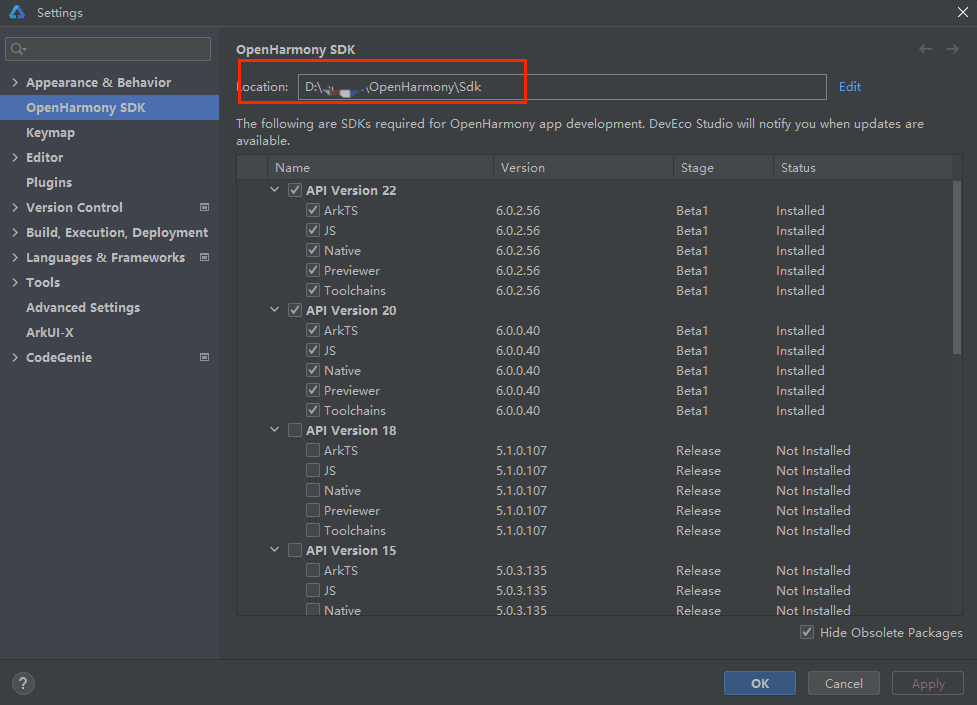 Settings
OpenHarmony SDK
Location: D:\ \OpenHarmony\Sdk Edit
The following are SDKs required for OpenHarmony app development. DevEco Studio will notify you when updates are
available.
Appearance & Behavior
OpenHarmony SDK
Keymap
Editor
Plugins
Version Control
Build, Execution, Deployment
Languages & Frameworks
Tools
Advanced Settings
ArkUI-X
CodeGenie
Name Version Stage Status
API Version 22
ArkTS 6.0.2.56 Beta1 Installed
JS 6.0.2.56 Beta1 Installed
Native 6.0.2.56 Beta1 Installed
Previewer 6.0.2.56 Beta1 Installed
Toolchains 6.0.2.56 Beta1 Installed
API Version 20
ArkTS 6.0.0.40 Beta1 Installed
JS 6.0.0.40 Beta1 Installed
Native 6.0.0.40 Beta1 Installed
Previewer 6.0.0.40 Beta1 Installed
Toolchains 6.0.0.40 Beta1 Installed
API Version 18
ArkTS 5.1.0.107 Release Not Installed
JS 5.1.0.107 Release Not Installed
Native 5.1.0.107 Release Not Installed
Previewer 5.1.0.107 Release Not Installed
Toolchains 5.1.0.107 Release Not Installed
API Version 15
ArkTS 5.0.3.135 Release Not Installed
JS 5.0.3.135 Release Not Installed
Native 5.0.3.135 Release Not Installed
Hide Obsolete Packages
? OK Cancel Apply